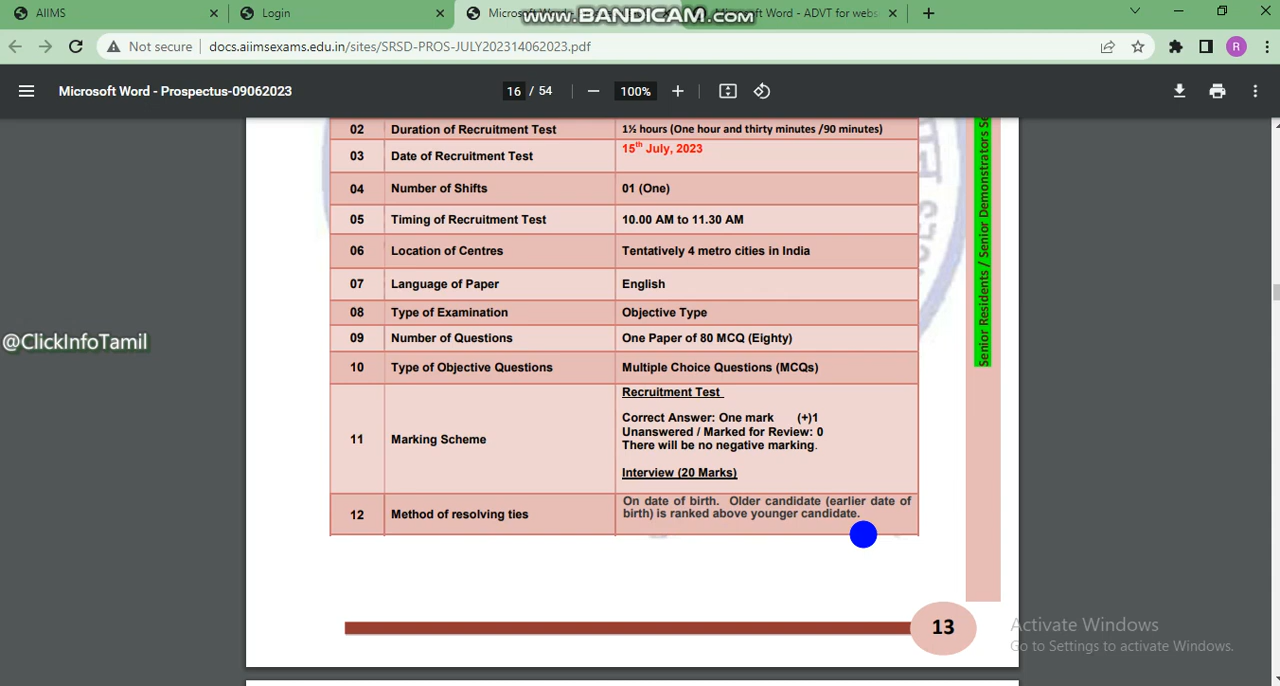 AIIMS
Login
Microsoft
www.BANDICAM.com
Microsoft Word - ADVT for webs
Not secure
docs.aiimsexams.edu.in/sites/SRSD-PROS-JULY202314062023.pdf
R
Microsoft Word - Prospectus-09062023
16 / 54
100%
02 Duration of Recruitment Test 1½ hours (One hour and thirty minutes /90 minutes)
03 Date of Recruitment Test 15th July, 2023
04 Number of Shifts 01 (One)
05 Timing of Recruitment Test 10.00 AM to 11.30 AM
06 Location of Centres Tentatively 4 metro cities in India
07 Language of Paper English
08 Type of Examination Objective Type
09 Number of Questions One Paper of 80 MCQ (Eighty)
10 Type of Objective Questions Multiple Choice Questions (MCQs)
11 Marking Scheme
Recruitment Test
Correct Answer: One mark (+)1
Unanswered / Marked for Review: 0
There will be no negative marking.
Interview (20 Marks)
12 Method of resolving ties
On date of birth. Older candidate (earlier date of
birth) is ranked above younger candidate.
Senior Residents / Senior Demonstrators Se
@ClickInfoTamil
13
Activate Windows
Go to Settings to activate Windows.